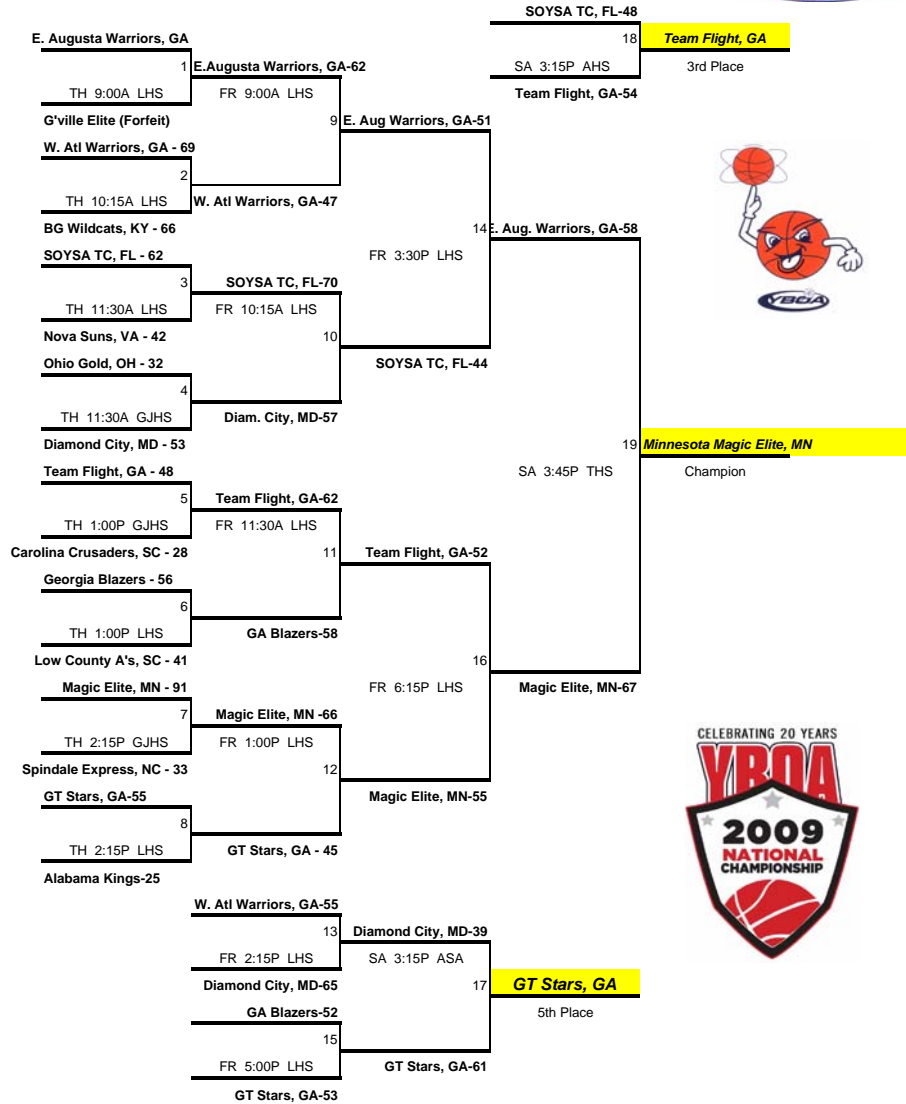 SOYSA TC, FL-48
E. Augusta Warriors, GA
18 Team Flight, GA
1 E.Augusta Warriors, GA-62
SA 3:15P AHS
3rd Place
TH 9:00A LHS
FR 9:00A LHS
Team Flight, GA-54
G'ville Elite (Forfeit)
9 E. Aug Warriors, GA-51
W. Atl Warriors, GA - 69
2
TH 10:15A LHS
W. Atl Warriors, GA-47
BG Wildcats, KY - 66
14 E. Aug. Warriors, GA-58
SOYSA TC, FL - 62
FR 3:30P LHS
3
SOYSA TC, FL-70
TH 11:30A LHS
FR 10:15A LHS
YBOA
Nova Suns, VA - 42
10
Ohio Gold, OH - 32
SOYSA TC, FL-44
4
TH 11:30A GJHS
Diam. City, MD-57
Diamond City, MD - 53
19 Minnesota Magic Elite, MN
Team Flight, GA - 48
SA 3:45P THS
Champion
5
Team Flight, GA-62
TH 1:00P GJHS
FR 11:30A LHS
Carolina Crusaders, SC - 28
11
Team Flight, GA-52
Georgia Blazers - 56
6
TH 1:00P LHS
GA Blazers-58
Low County A's, SC - 41
16
Magic Elite, MN - 91
FR 6:15P LHS
Magic Elite, MN-67
7
Magic Elite, MN -66
TH 2:15P GJHS
FR 1:00P LHS
Spindale Express, NC - 33
12
GT Stars, GA-55
Magic Elite, MN-55
8
TH 2:15P LHS
GT Stars, GA - 45
Alabama Kings-25
CELEBRATING 20 YEARS
YBOA
2009
NATIONAL
CHAMPIONSHIP
W. Atl Warriors, GA-55
13
Diamond City, MD-39
FR 2:15P LHS
SA 3:15P ASA
Diamond City, MD-65
17 GT Stars, GA
GA Blazers-52
5th Place
15
FR 5:00P LHS
GT Stars, GA-61
GT Stars, GA-53